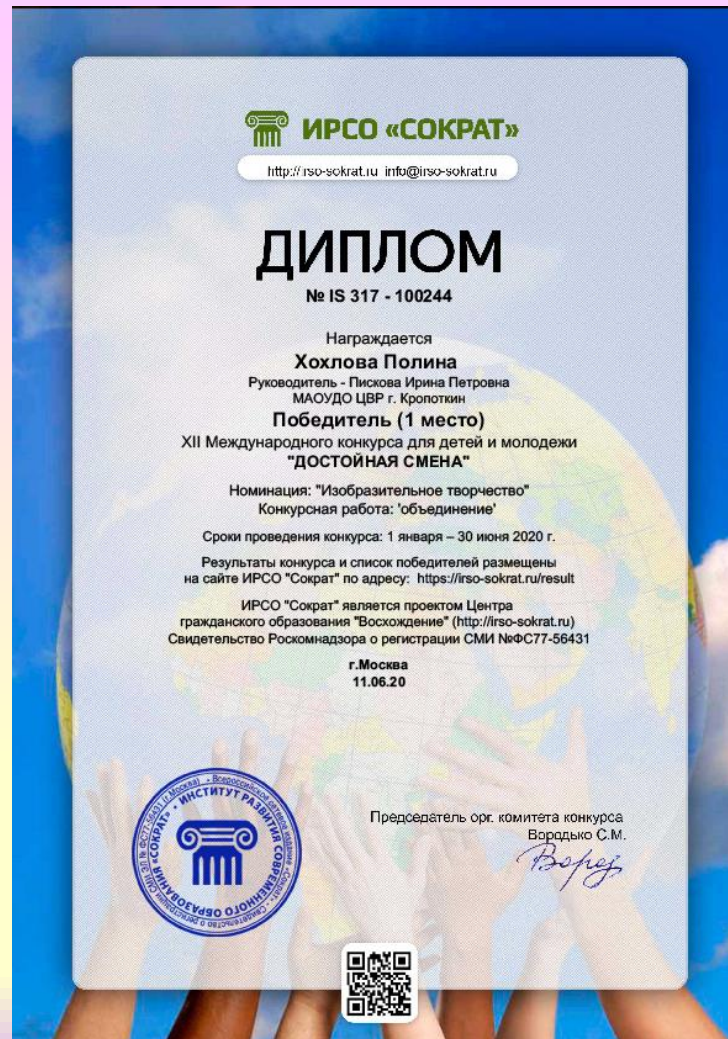 ИРСО «СОКРАТ»
http://irso-sokrat.ru info@irso-sokrat.ru
ДИПЛОМ
№ IS 317 - 100244
Награждается
Хохлова Полина
Руководитель - Пискова Ирина Петровна
МАОУДО ЦВР г. Кропоткин
Победитель (1 место)
XII Международного конкурса для детей и молодежи
"ДОСТОЙНАЯ СМЕНА"
Номинация: "Изобразительное творчество"
Конкурсная работа: 'объединение'
Сроки проведения конкурса: 1 января – 30 июня 2020 г.
Результаты конкурса и список победителей размещены
на сайте ИРСО "Сократ" по адресу: https://irso-sokrat.ru/result
ИРСО "Сократ" является проектом Центра
гражданского образования "Восхождение" (http://irso-sokrat.ru)
Свидетельство Роскомнадзора о регистрации СМИ №ФС77-56431
г.Москва
11.06.20
ИНСТИТУТ РАЗВИТИЯ СОВРЕМЕННОГО ОБРАЗОВАНИЯ «СОКРАТ»
Председатель орг. комитета конкурса
Вородько С.М.